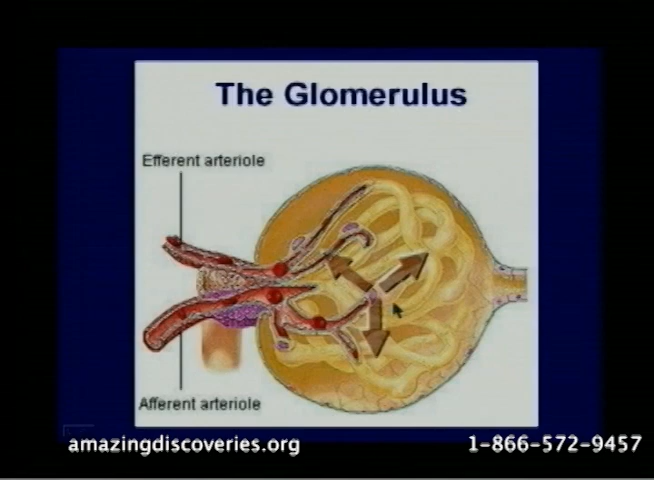 The Glomerulus
Efferent arteriole
Afferent arteriole
amazingdiscoveries.org
1-866-572-9457